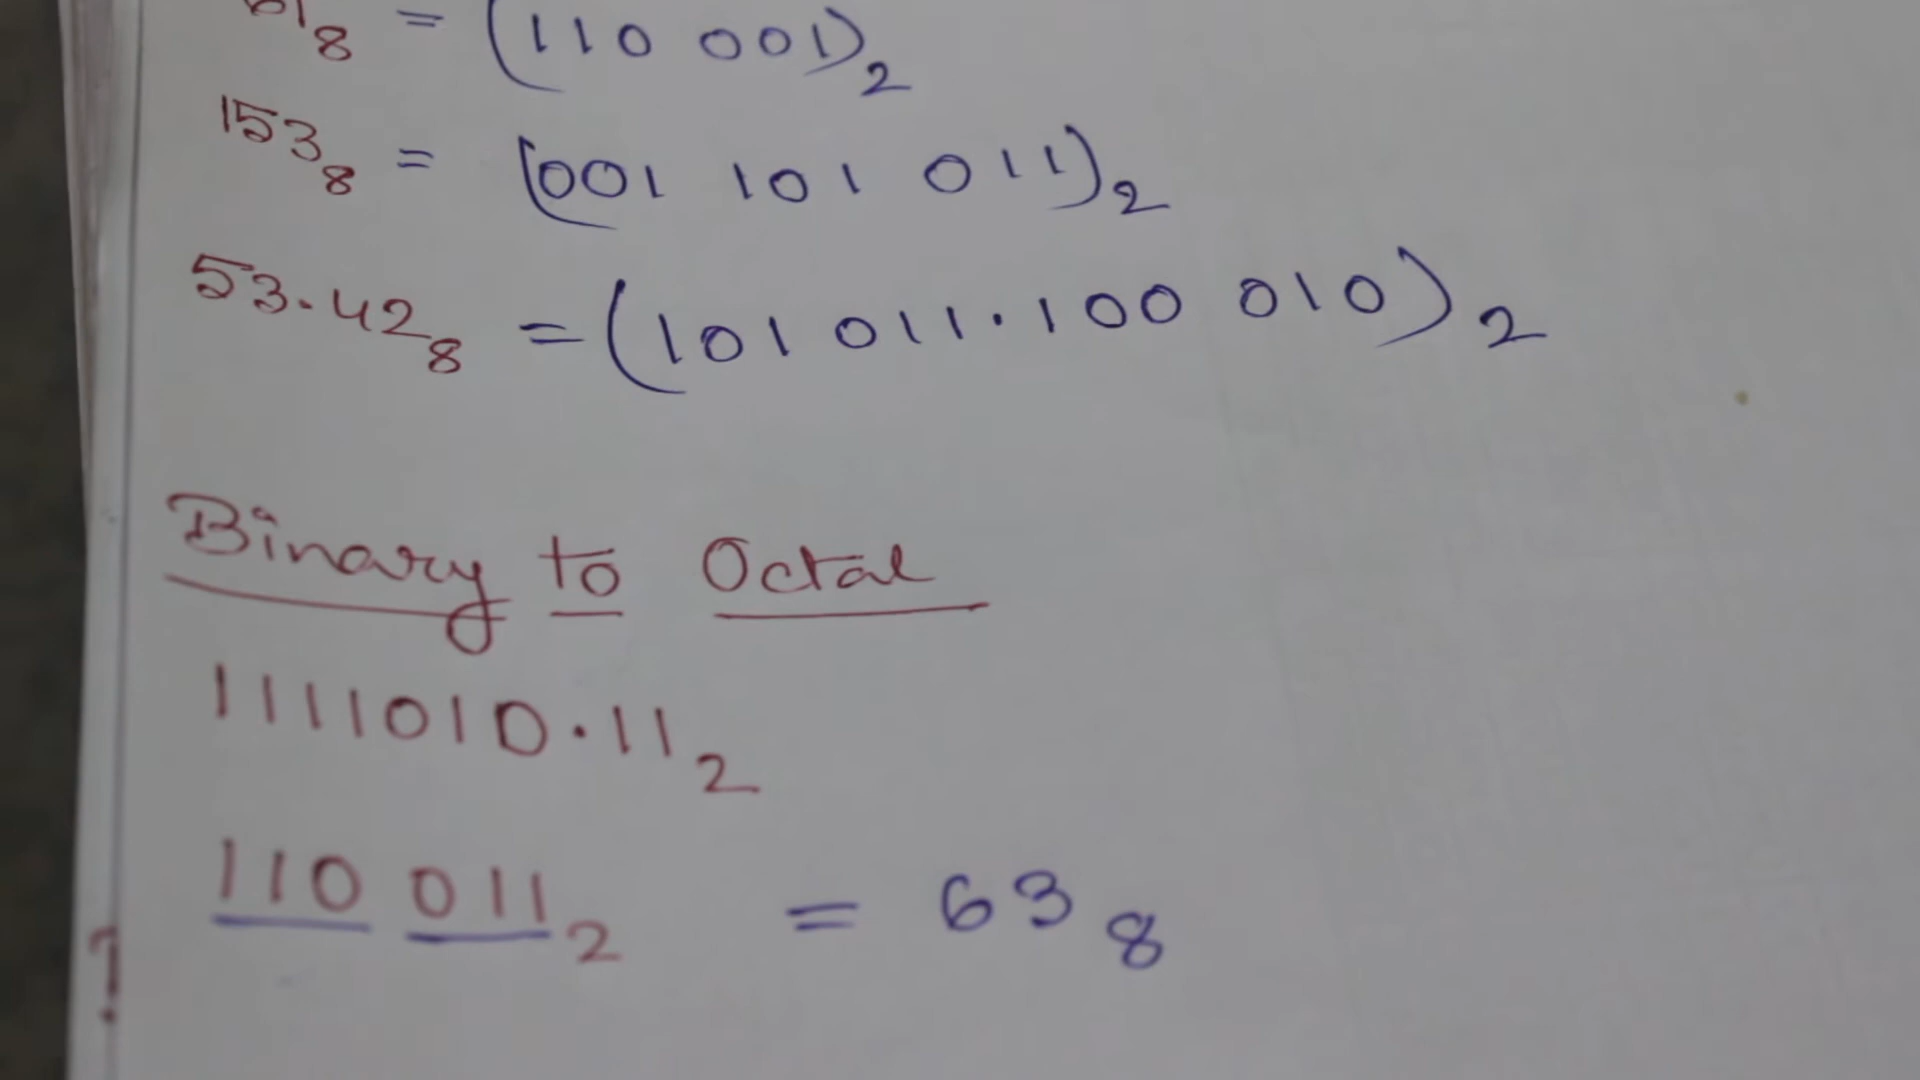 61₈ = (110 001)₂
153₈ = (001 101 011)₂
53.42₈ = (101 011.100 010)₂
Binary to Octal
1111010.11₂
110 011₂ = 63₈
?